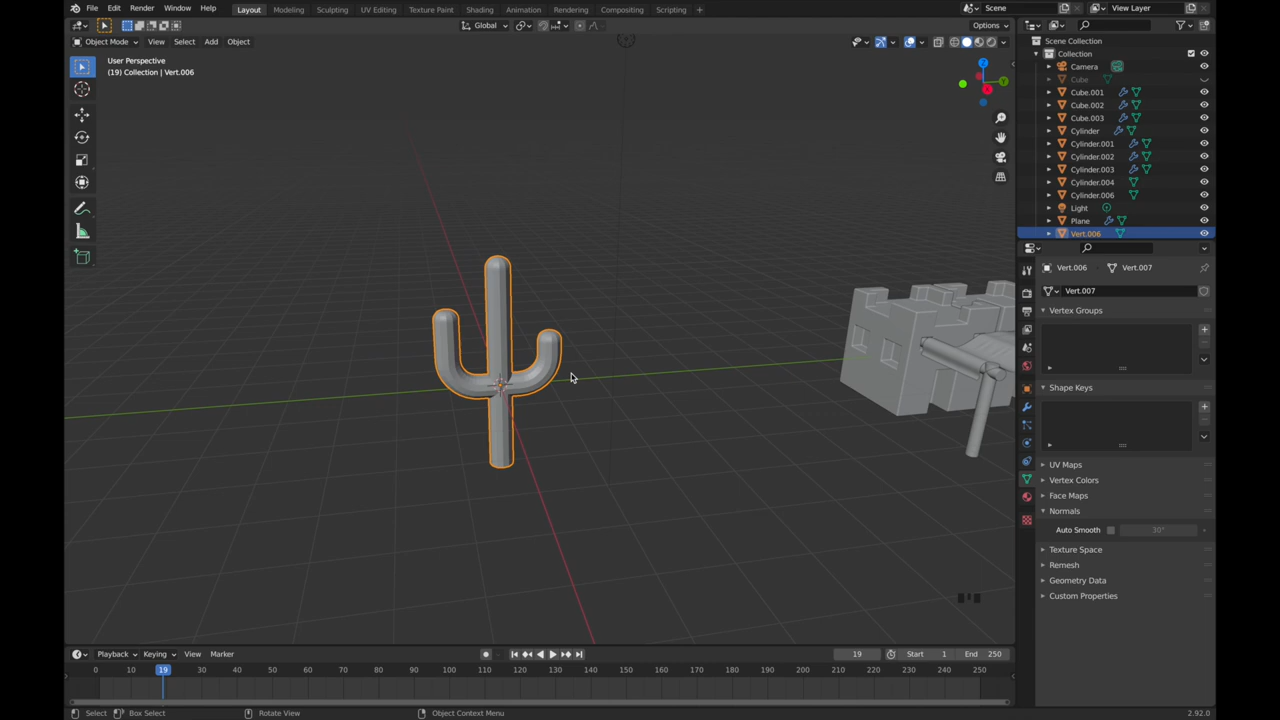 File Edit Render Window Help Layout Modeling Sculpting UV Editing Texture Paint Shading Animation Rendering Compositing Scripting + Scene View Layer
Global Options
Object Mode View Select Add Object
User Perspective
(19) Collection | Vert.006
Scene Collection
Collection
Camera
Cube
Cube.001
Cube.002
Cube.003
Cylinder
Cylinder.001
Cylinder.002
Cylinder.003
Cylinder.004
Cylinder.006
Light
Plane
Vert.006
Vert.006 Vert.007
Vert.007
Vertex Groups
Shape Keys
UV Maps
Vertex Colors
Face Maps
Normals
Auto Smooth 30°
Texture Space
Remesh
Geometry Data
Custom Properties
Playback Keying View Marker 19 Start 1 End 250
0 10 19 30 40 50 60 70 80 90 100 110 120 130 140 150 160 170 180 190 200 210 220 230 240 250
Select Box Select Rotate View Object Context Menu 2.92.0